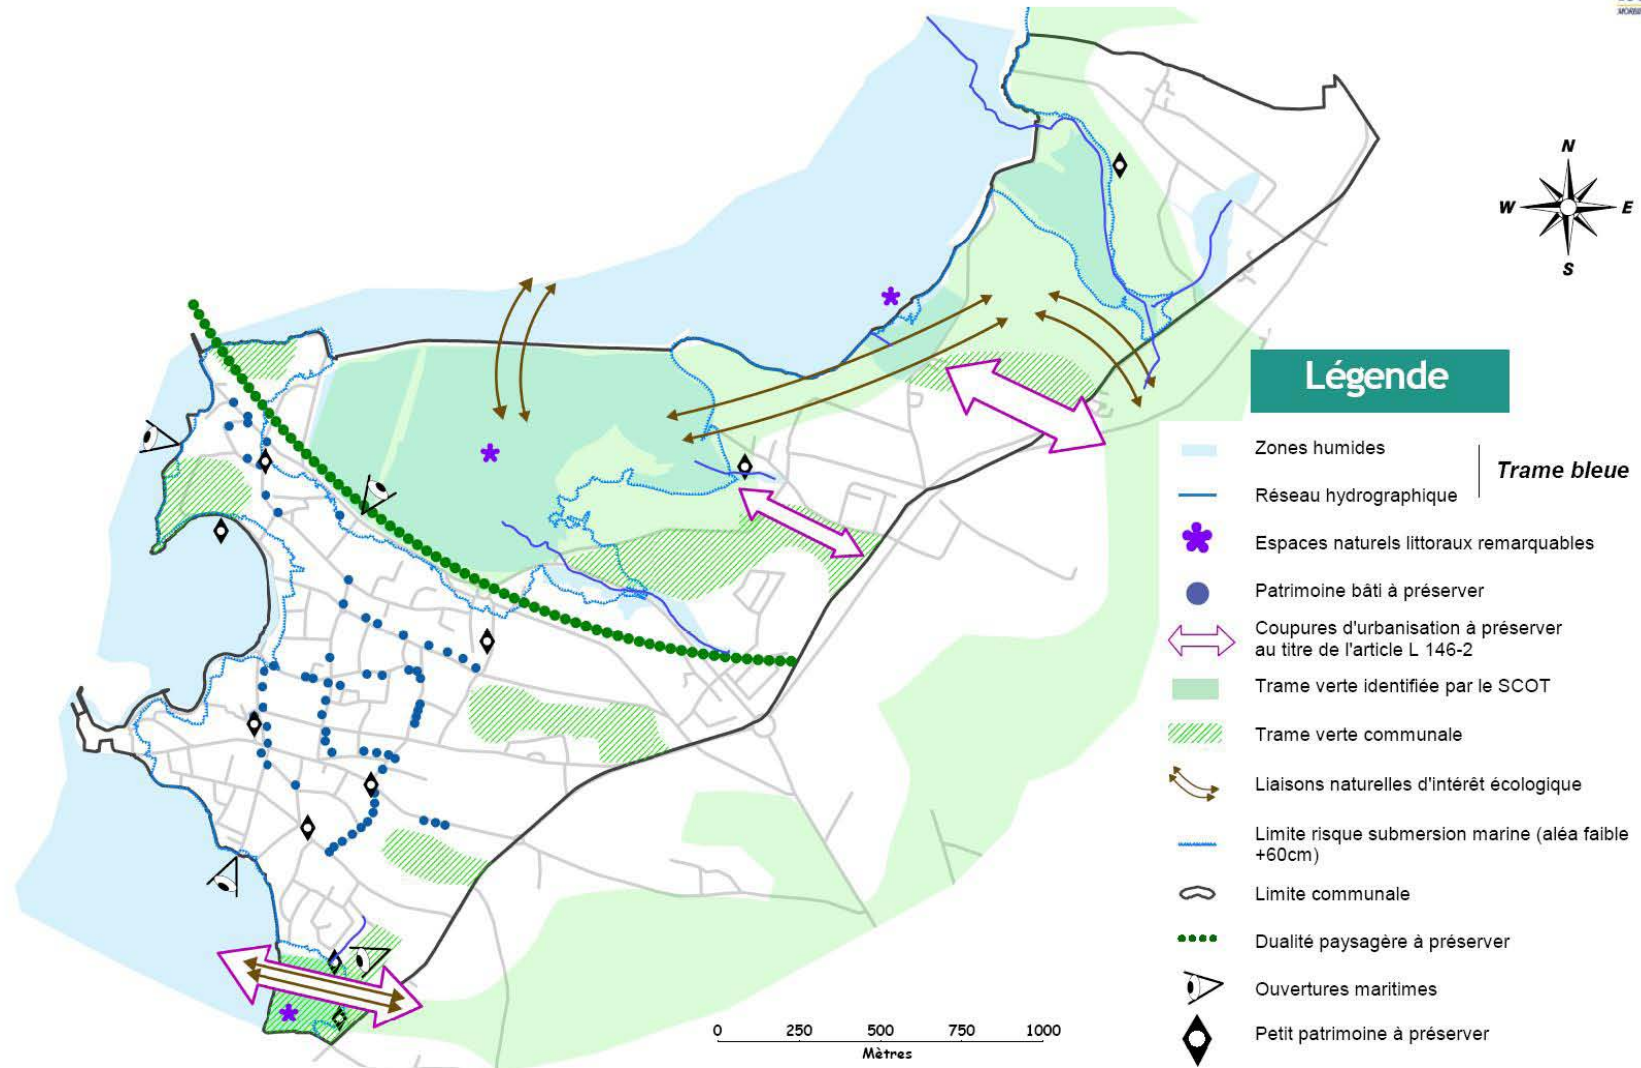 N
W E
S
Légende
Zones humides
Trame bleue
Réseau hydrographique
Espaces naturels littoraux remarquables
Patrimoine bâti à préserver
Coupures d'urbanisation à préserver
au titre de l'article L 146-2
Trame verte identifiée par le SCOT
Trame verte communale
Liaisons naturelles d'intérêt écologique
Limite risque submersion marine (aléa faible
+60cm)
Limite communale
Dualité paysagère à préserver
Ouvertures maritimes
Petit patrimoine à préserver
0 250 500 750 1000
Mètres